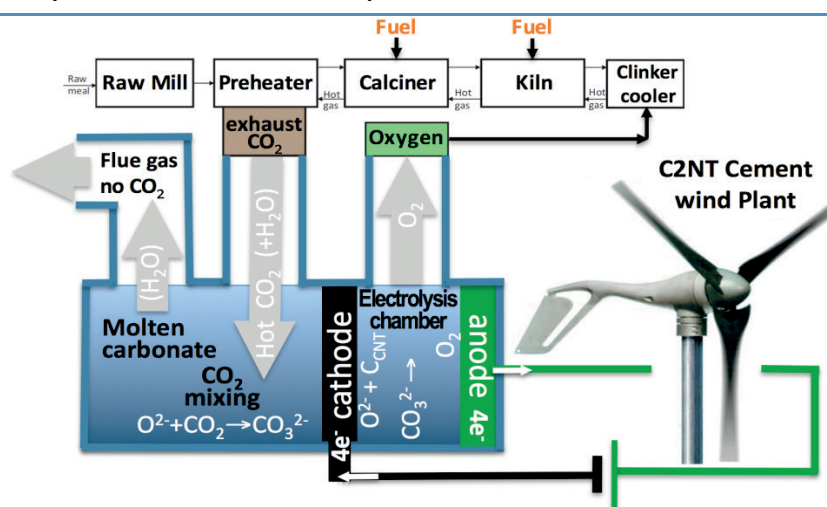 Fuel
Fuel
Raw meal
Raw Mill
Preheater
Hot gas
Calciner
Hot gas
Kiln
Hot gas
Clinker
cooler
exhaust
CO₂
Oxygen
Flue gas
no CO₂
C2NT Cement
wind Plant
(H₂O)
Hot CO₂ (+H₂O)
O₂
Molten
carbonate
CO₂
mixing
O²⁻+CO₂→CO₃²⁻
4e⁻ cathode
Electrolysis
chamber
O²⁻ + C_CNT
CO₃²⁻→
O₂
anode 4e⁻